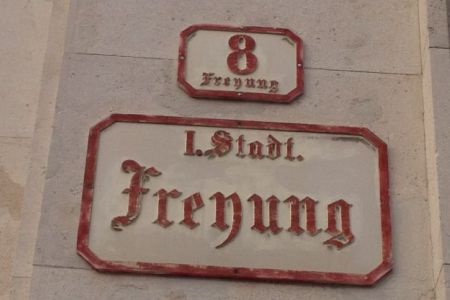 8
Freyung
I. Stadt.
Freyung